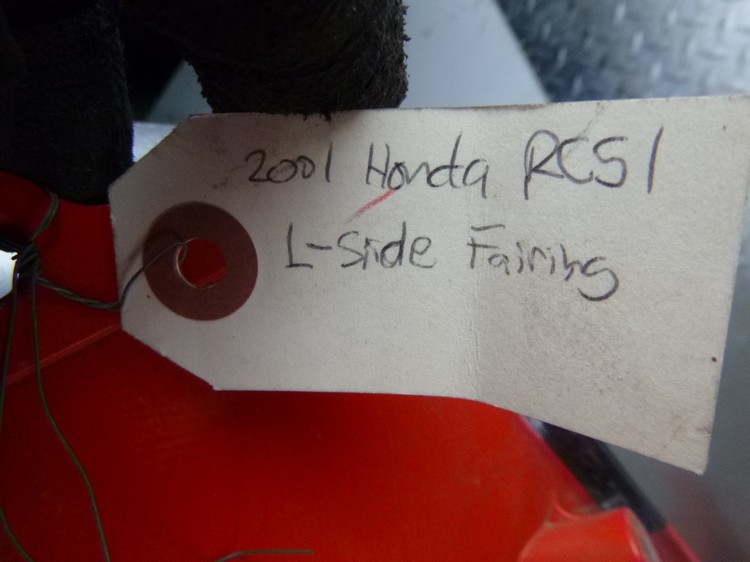 2001 Honda RC51
L-Side Fairing